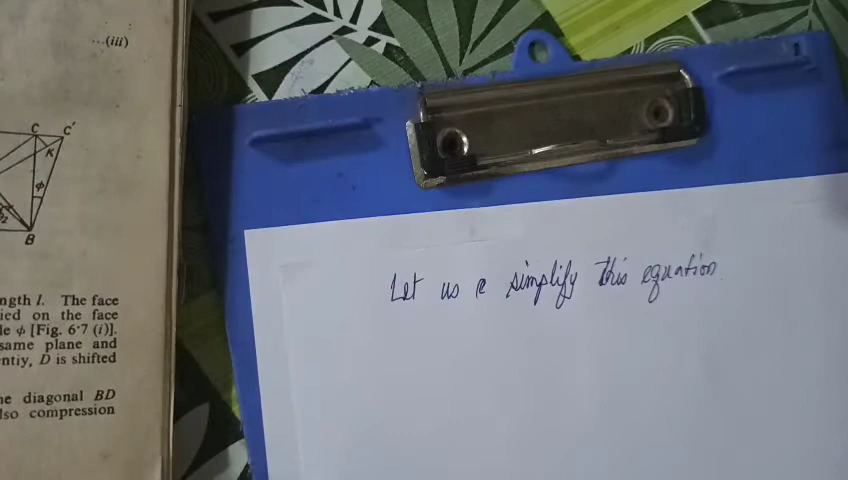 ...(iii)
C C'
K
φ
B
ngth l. The face
ied on the face
le φ [Fig. 6·7 (i)].
same plane and
ntiy, D is shifted
he diagonal BD
lso compression
Let us e simplify this equation.